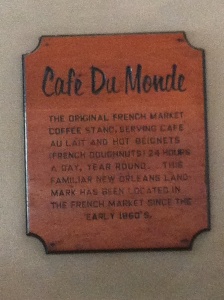 Café Du Monde
THE ORIGINAL FRENCH MARKET
COFFEE STAND, SERVING CAFE
AU LAIT AND HOT BEIGNETS
(FRENCH DOUGHNUTS) 24 HOURS
A DAY, YEAR ROUND.... THIS
FAMILIAR NEW ORLEANS LAND-
MARK HAS BEEN LOCATED IN
THE FRENCH MARKET SINCE THE
EARLY 1860'S.